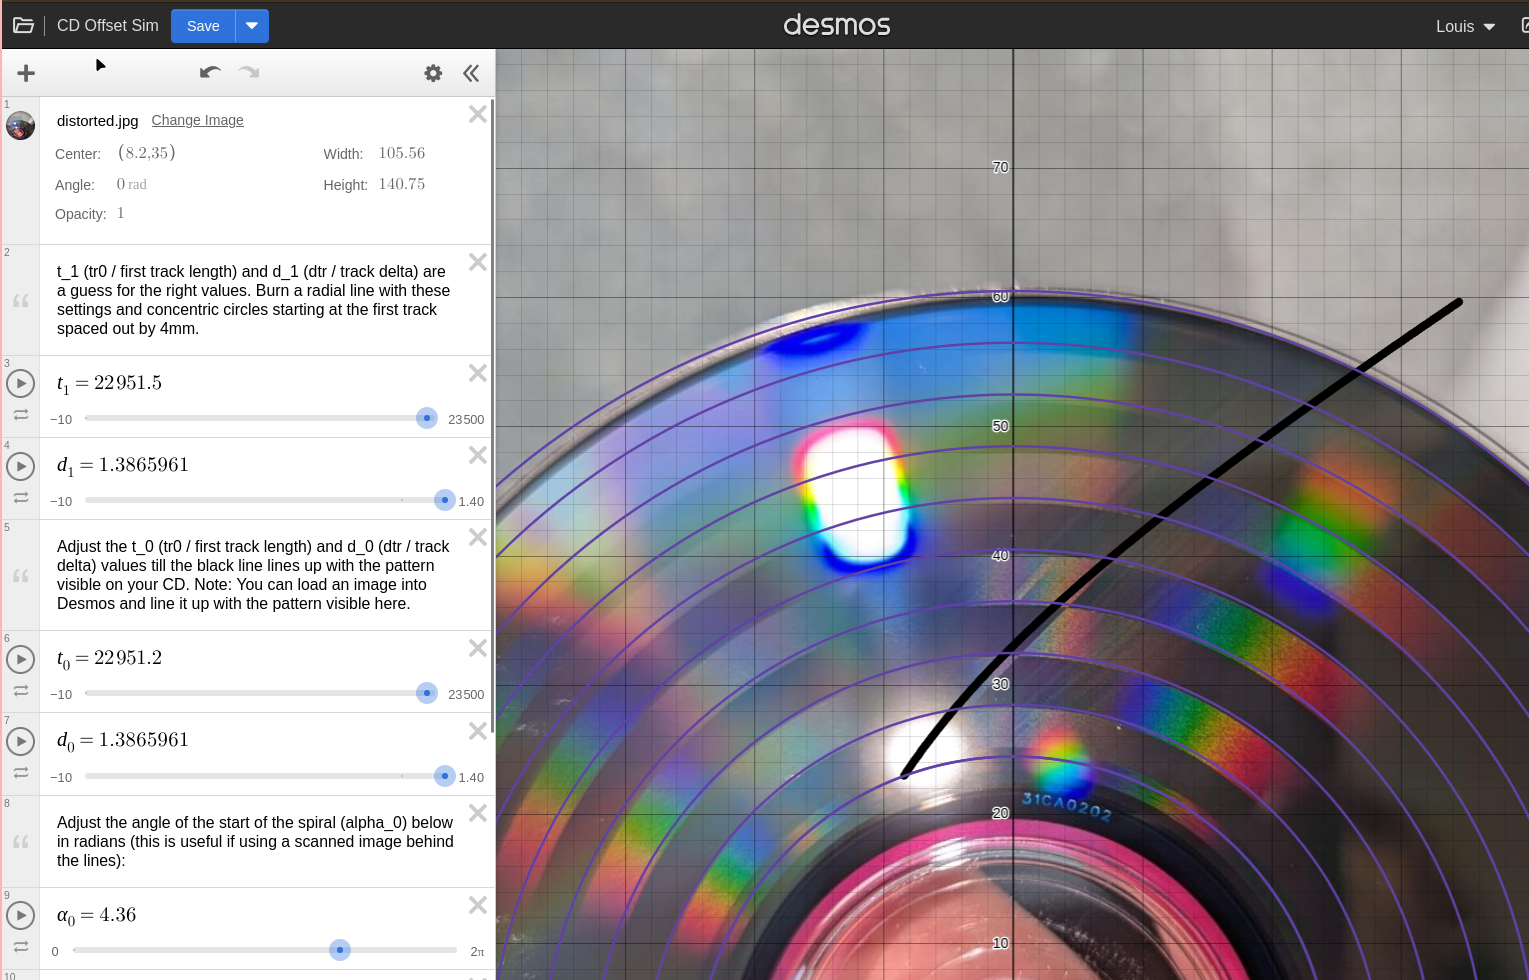 CD Offset Sim
Save
desmos
Louis
1
distorted.jpg Change Image
Center: (8.2,35) Width: 105.56
Angle: 0 rad Height: 140.75
Opacity: 1
2
t_1 (tr0 / first track length) and d_1 (dtr / track delta) are
a guess for the right values. Burn a radial line with these
settings and concentric circles starting at the first track
spaced out by 4mm.
3
t₁ = 22951.5
−10 23500
4
d₁ = 1.3865961
−10 1.40
5
Adjust the t_0 (tr0 / first track length) and d_0 (dtr / track
delta) values till the black line lines up with the pattern
visible on your CD. Note: You can load an image into
Desmos and line it up with the pattern visible here.
6
t₀ = 22951.2
−10 23500
7
d₀ = 1.3865961
−10 1.40
8
Adjust the angle of the start of the spiral (alpha_0) below
in radians (this is useful if using a scanned image behind
the lines):
9
α₀ = 4.36
0 2π
10
70
60
50
40
30
20
10
31CA0202